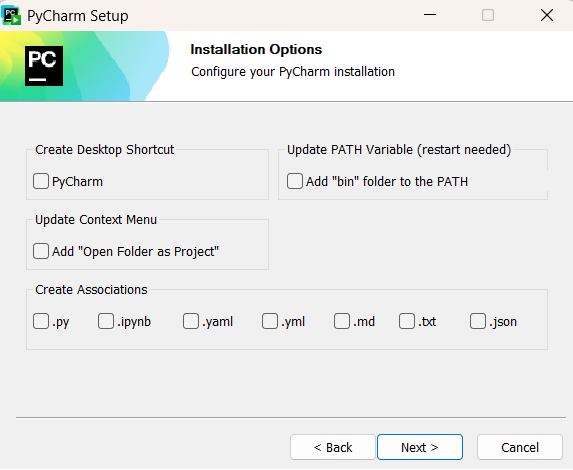 PyCharm Setup
PC
Installation Options
Configure your PyCharm installation
Create Desktop Shortcut
PyCharm
Update PATH Variable (restart needed)
Add "bin" folder to the PATH
Update Context Menu
Add "Open Folder as Project"
Create Associations
.py .ipynb .yaml .yml .md .txt .json
< Back Next > Cancel